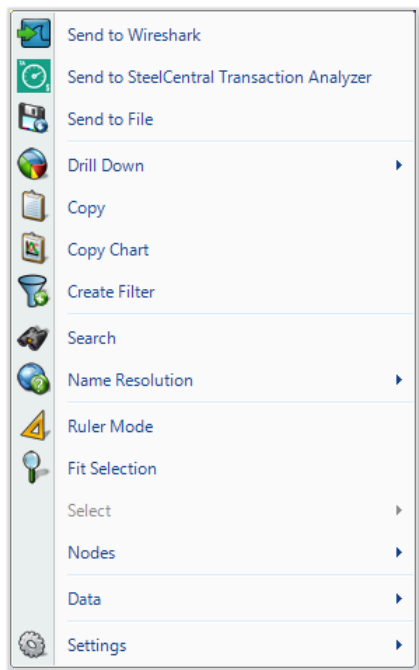 Send to Wireshark
Send to SteelCentral Transaction Analyzer
Send to File
Drill Down
Copy
Copy Chart
Create Filter
Search
Name Resolution
Ruler Mode
Fit Selection
Select
Nodes
Data
Settings